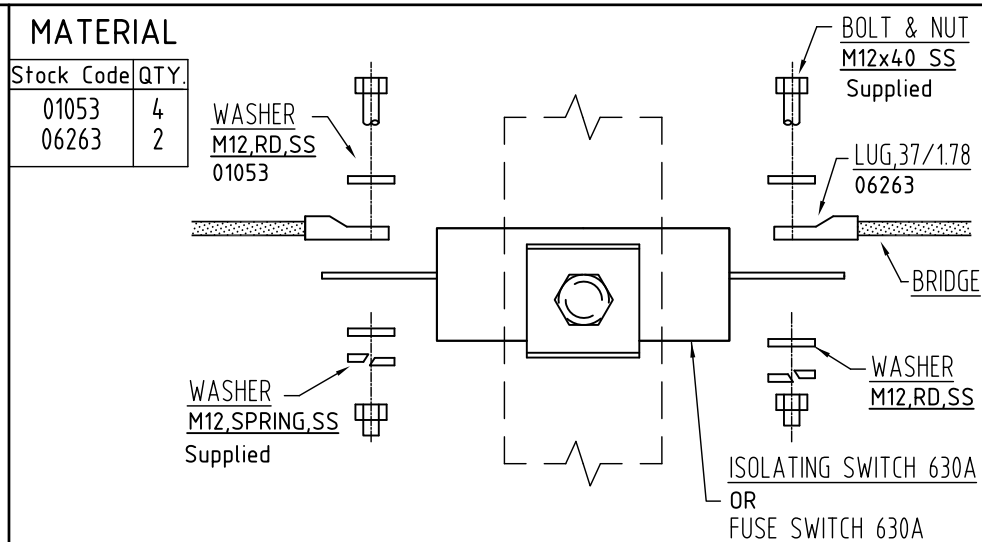 MATERIAL
Stock Code QTY.
01053 4
06263 2
WASHER
M12,RD,SS
01053
BOLT & NUT
M12x40 SS
Supplied
LUG,37/1.78
06263
BRIDGE
WASHER
M12,SPRING,SS
Supplied
WASHER
M12,RD,SS
ISOLATING SWITCH 630A
OR
FUSE SWITCH 630A